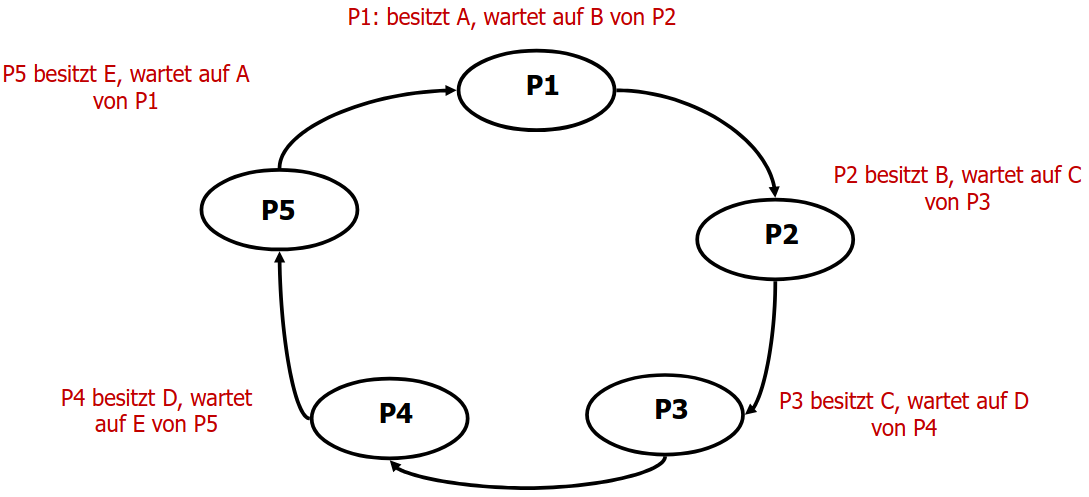 P1: besitzt A, wartet auf B von P2
P5 besitzt E, wartet auf A
von P1
P1
P2 besitzt B, wartet auf C
von P3
P5
P2
P4 besitzt D, wartet
auf E von P5
P4
P3
P3 besitzt C, wartet auf D
von P4